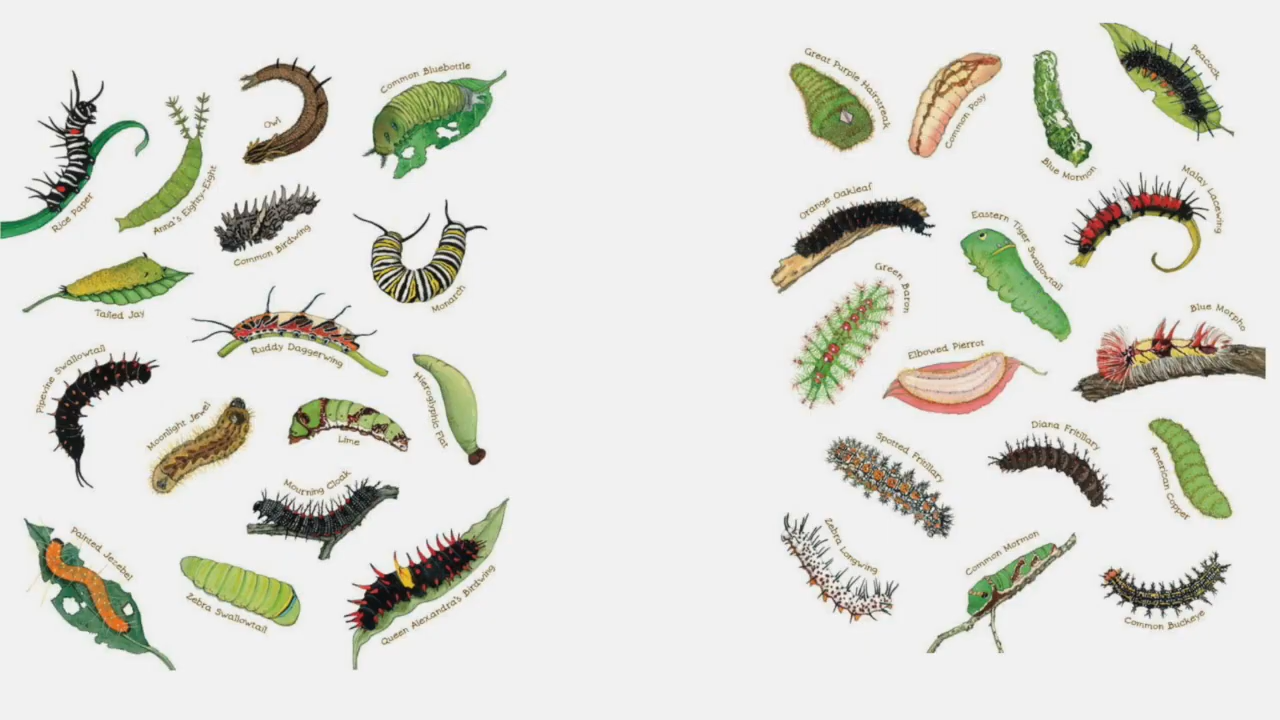 Rice Paper
Anna's Eighty-Eight
Owl
Common Bluebottle
Common Birdwing
Monarch
Tailed Jay
Ruddy Daggerwing
Pipevine Swallowtail
Moonlight Jewel
Lime
Hieroglyphic Flat
Mourning Cloak
Painted Jezebel
Zebra Swallowtail
Queen Alexandra's Birdwing
Great Purple Hairstreak
Common Posy
Blue Mormon
Peacock
Orange Oakleaf
Eastern Tiger Swallowtail
Malay Lacewing
Green Baron
Elbowed Pierrot
Blue Morpho
Spotted Fritillary
Diana Fritillary
American Copper
Zebra Longwing
Common Mormon
Common Buckeye